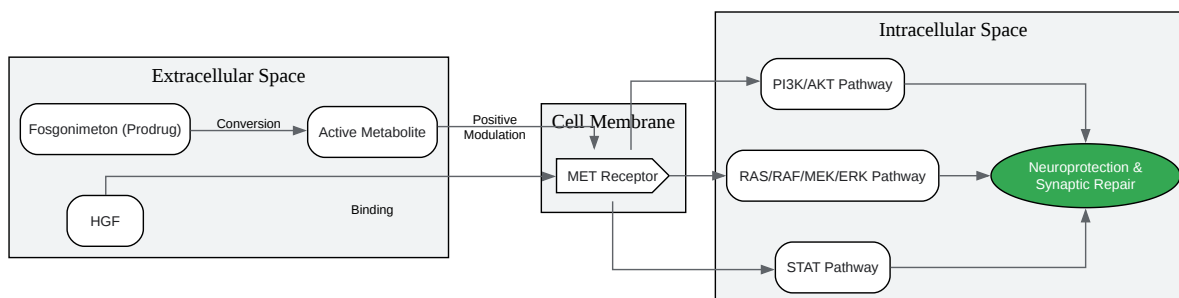 Extracellular Space
Fosgonimeton (Prodrug)
Conversion
Active Metabolite
Positive
Modulation
HGF
Binding
Cell Membrane
MET Receptor
Intracellular Space
PI3K/AKT Pathway
RAS/RAF/MEK/ERK Pathway
STAT Pathway
Neuroprotection &
Synaptic Repair